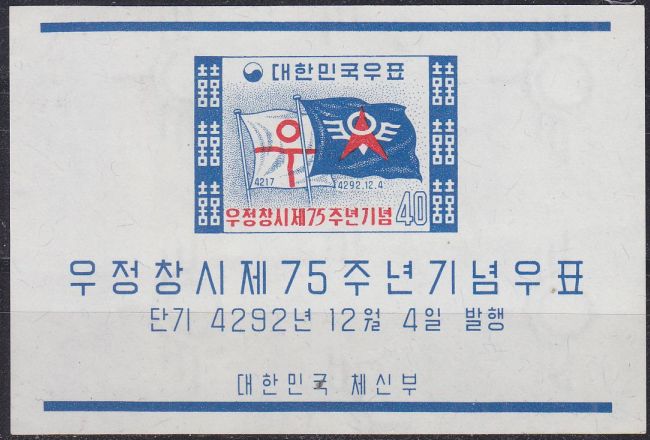 대한민국우표
우
4217
4292.12.4
우정창시제75주년기념
40
우정창시제75주년기념우표
단기 4292년 12월 4일 발행
대한민국 체신부